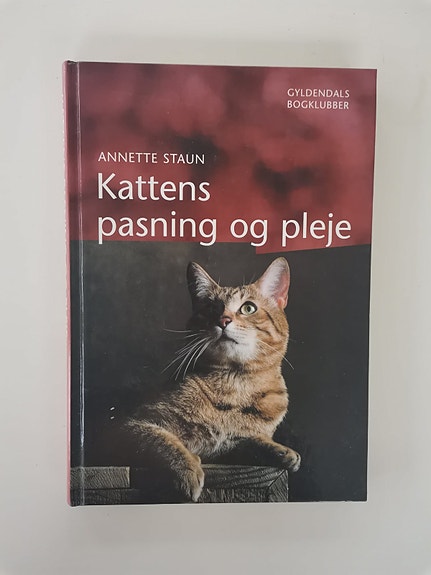 GYLDENDALS
BOGKLUBBER
ANNETTE STAUN
Kattens
pasning og pleje